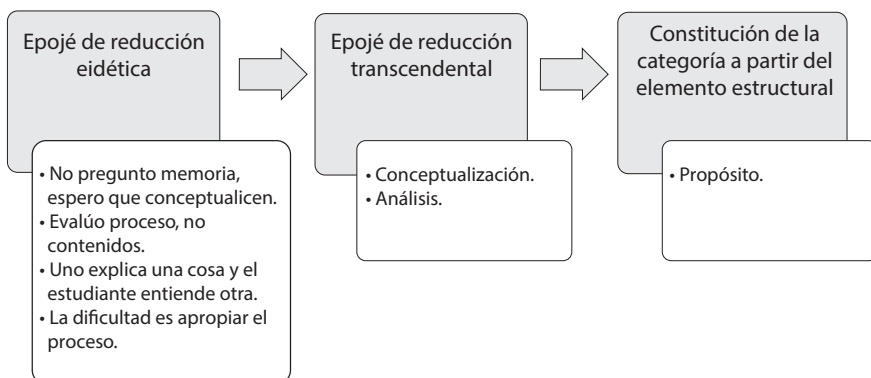 Epojé de reducción
eidética
• No pregunto memoria,
espero que conceptualicen.
• Evalúo proceso, no
contenidos.
• Uno explica una cosa y el
estudiante entiende otra.
• La dificultad es apropiar el
proceso.
Epojé de reducción
transcendental
• Conceptualización.
• Análisis.
Constitución de la
categoría a partir del
elemento estructural
• Propósito.